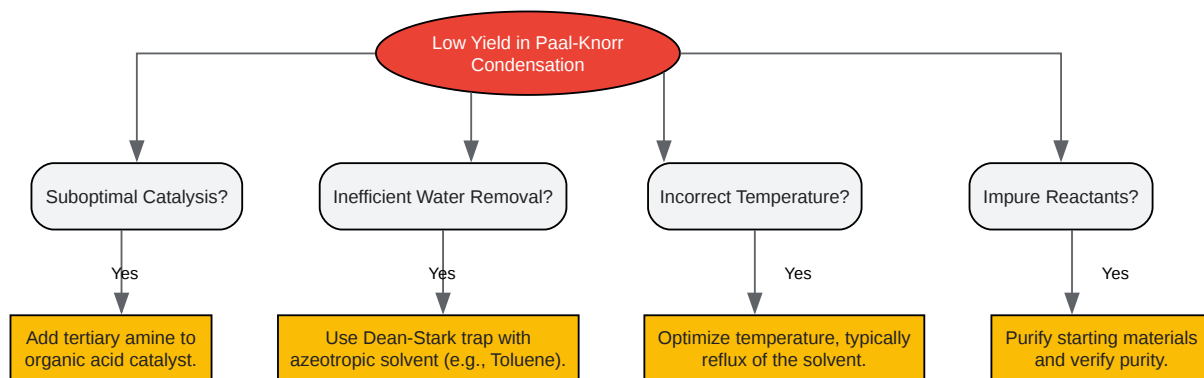 Low Yield in Paal-Knorr
Condensation
Suboptimal Catalysis?
Inefficient Water Removal?
Incorrect Temperature?
Impure Reactants?
Yes
Yes
Yes
Yes
Add tertiary amine to
organic acid catalyst.
Use Dean-Stark trap with
azeotropic solvent (e.g., Toluene).
Optimize temperature, typically
reflux of the solvent.
Purify starting materials
and verify purity.